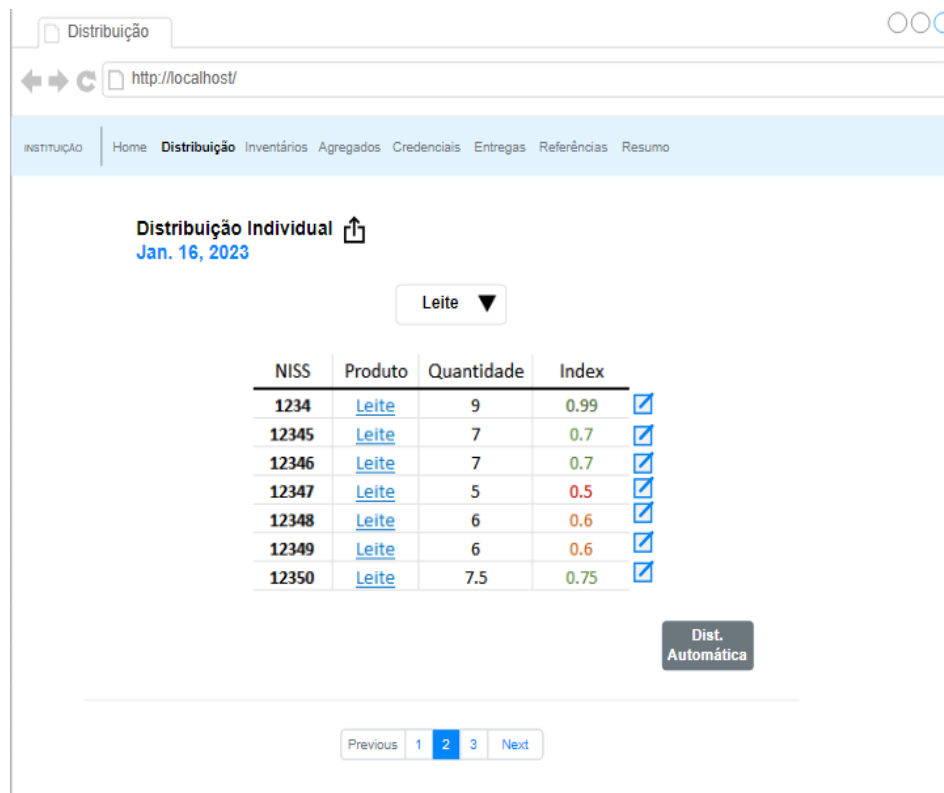 Distribuição
http://localhost/
INSTITUIÇÃO Home Distribuição Inventários Agregados Credenciais Entregas Referências Resumo
Distribuição Individual
Jan. 16, 2023
Leite
NISS Produto Quantidade Index
1234 Leite 9 0.99
12345 Leite 7 0.7
12346 Leite 7 0.7
12347 Leite 5 0.5
12348 Leite 6 0.6
12349 Leite 6 0.6
12350 Leite 7.5 0.75
Dist.
Automática
Previous 1 2 3 Next